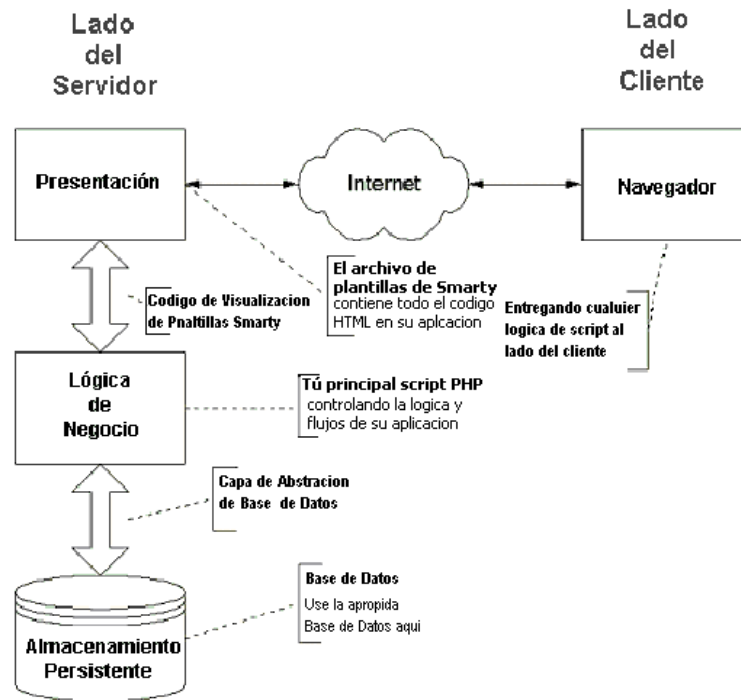 Lado
del
Servidor
Lado
del
Cliente
Presentación
Internet
Navegador
Codigo de Visualizacion
de Pnaltillas Smarty
El archivo de
plantillas de Smarty
contiene todo el codigo
HTML en su aplcacion
Entregando cualuier
logica de script al
lado del cliente
Lógica
de
Negocio
Tú principal script PHP
controlando la logica y
flujos de su aplicacion
Capa de Abstracion
de Base de Datos
Almacenamiento
Persistente
Base de Datos
Use la apropida
Base de Datos aqui